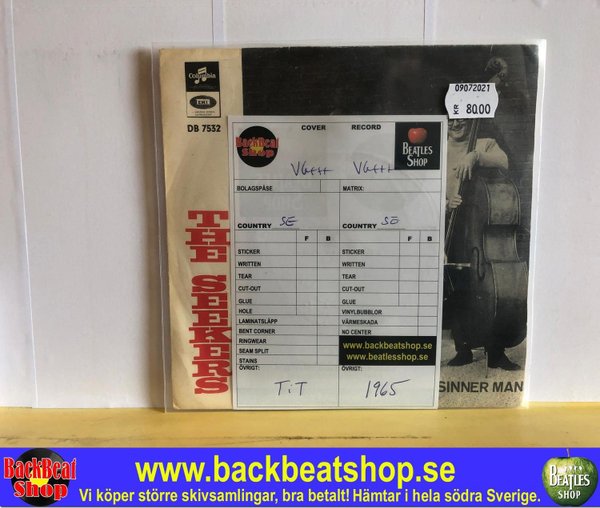 Columbia
EMI
DB 7532
THE SEEKERS
09072021
KR 80.00
SINNER MAN
BackBeat
Shop
COVER RECORD
BEATLES
SHOP
VG+++ VG+++
BOLAGSPÅSE MATRIX:
COUNTRY SE COUNTRY SE
F B F B
STICKER STICKER
WRITTEN WRITTEN
TEAR TEAR
CUT-OUT CUT-OUT
GLUE GLUE
HOLE VINYLBUBBLOR
LAMINATSLÄPP VÄRMESKADA
BENT CORNER NO CENTER
RINGWEAR
SEAM SPLIT
STAINS
www.backbeatshop.se
www.beatlesshop.se
ÖVRIGT: ÖVRIGT:
TiT 1965
BackBeat
Shop
www.backbeatshop.se
Vi köper större skivsamlingar, bra betalt! Hämtar i hela södra Sverige.
BEATLES
SHOP